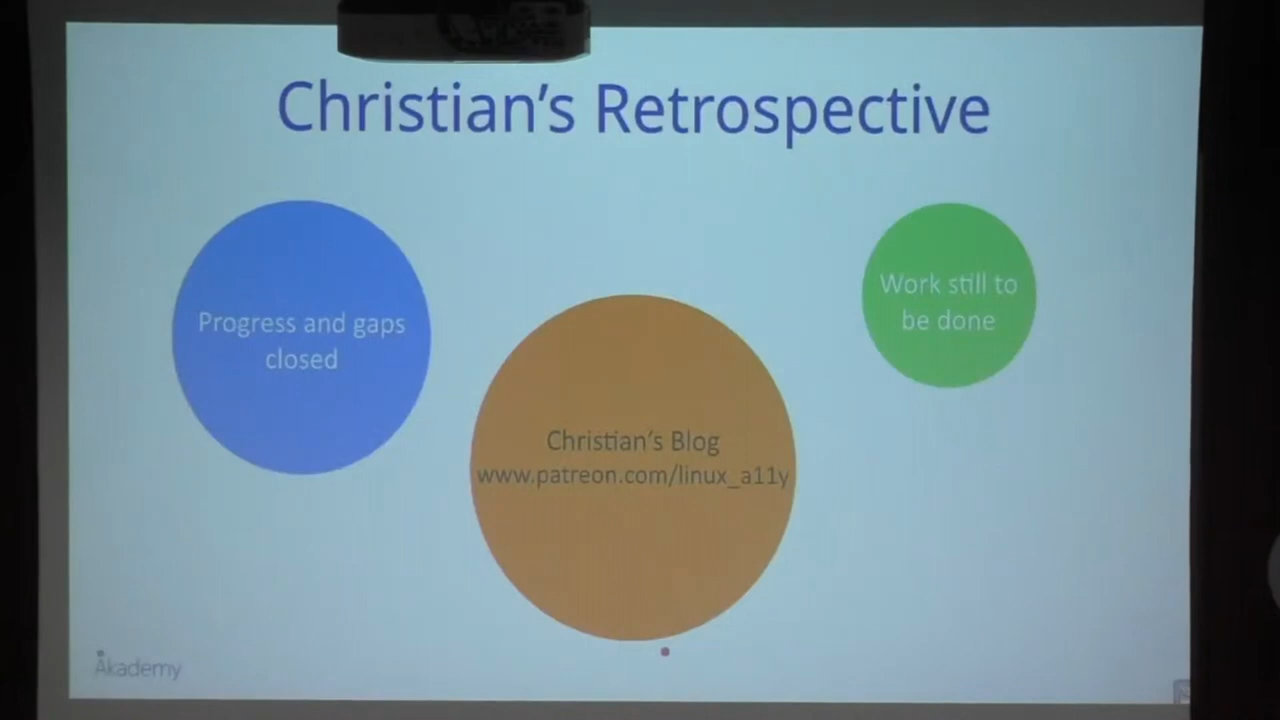 Christian's Retrospective
Progress and gaps
closed
Work still to
be done
Christian's Blog
www.patreon.com/linux_a11y
Akademy